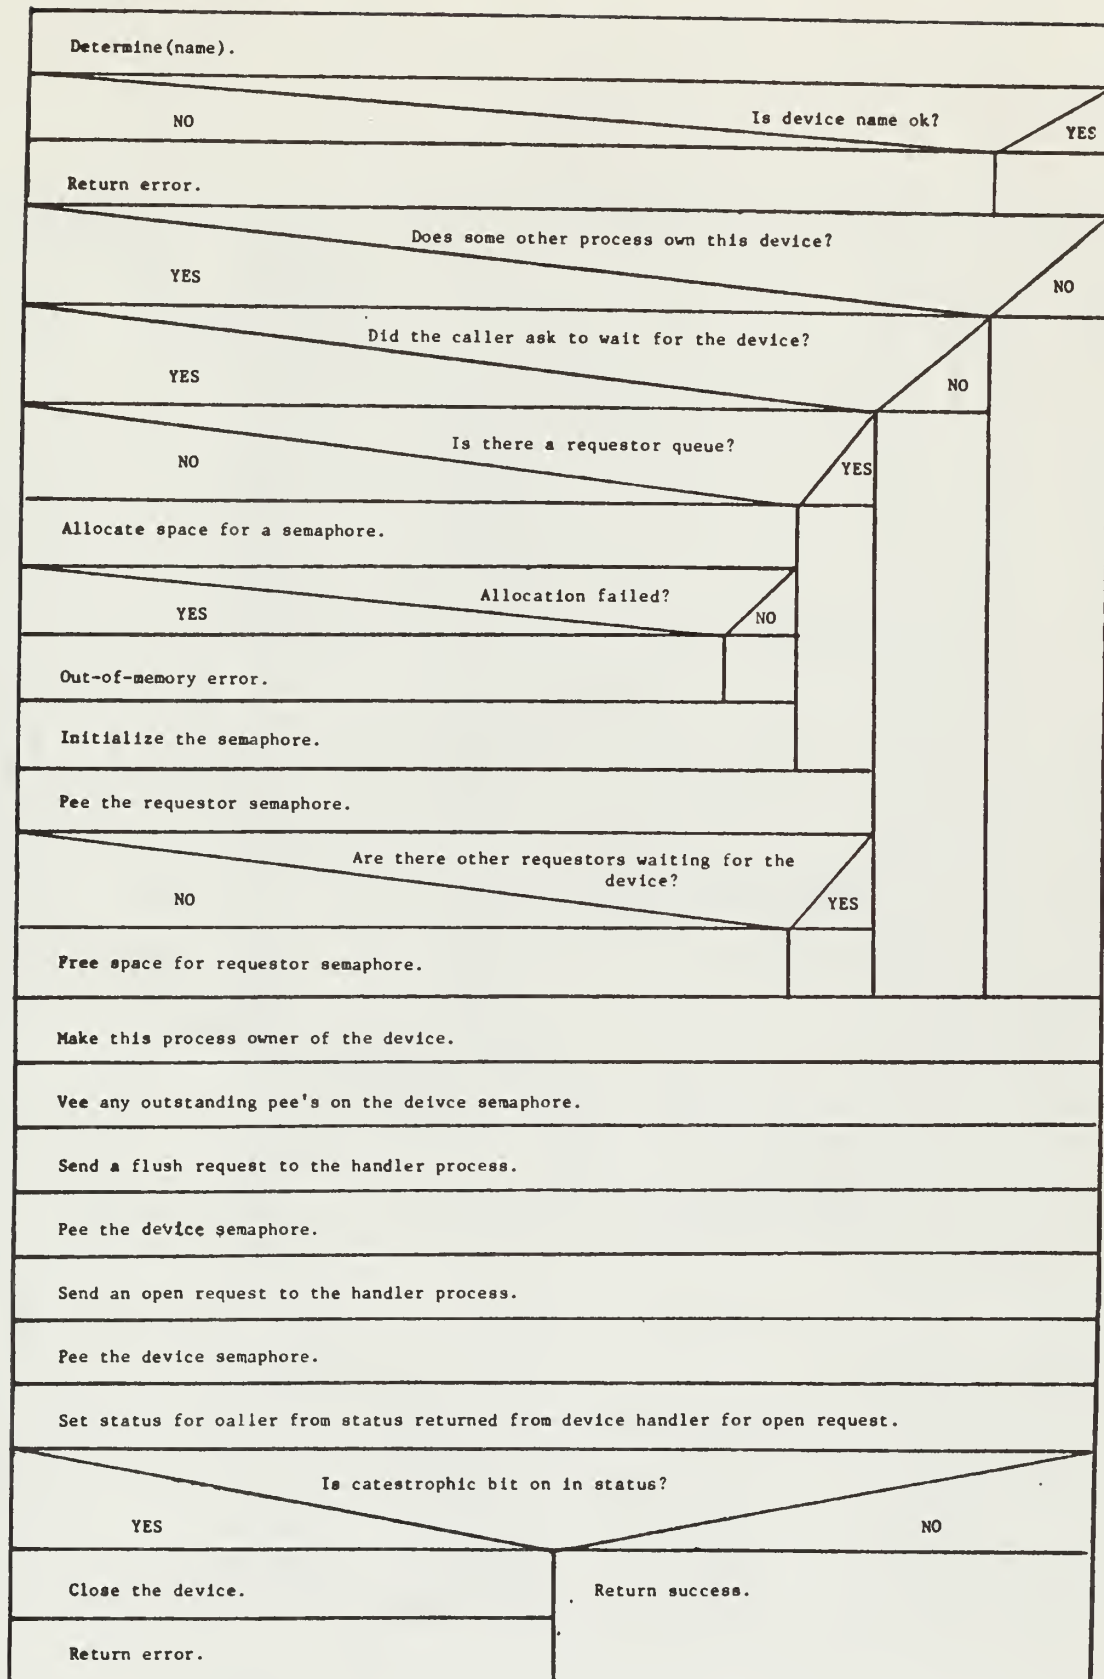 Determine(name).
Is device name ok?
NO
YES
Return error.
Does some other process own this device?
YES
NO
Did the caller ask to wait for the device?
YES
NO
Is there a requestor queue?
NO
YES
Allocate space for a semaphore.
Allocation failed?
YES
NO
Out-of-memory error.
Initialize the semaphore.
Pee the requestor semaphore.
Are there other requestors waiting for the
device?
NO
YES
Free space for requestor semaphore.
Make this process owner of the device.
Vee any outstanding pee's on the deivce semaphore.
Send a flush request to the handler process.
Pee the device semaphore.
Send an open request to the handler process.
Pee the device semaphore.
Set status for oaller from status returned from device handler for open request.
Is catestrophic bit on in status?
YES
NO
Close the device.
Return success.
Return error.